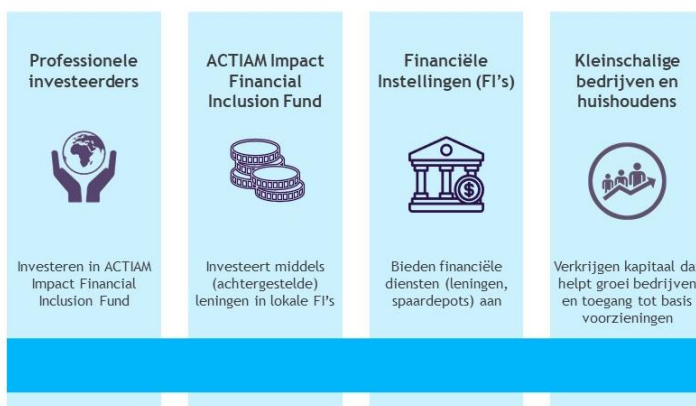 Professionele
investeerders
Investeren in ACTIAM
Impact Financial
Inclusion Fund
ACTIAM Impact
Financial
Inclusion Fund
Investeert middels
(achtergestelde)
leningen in lokale FI's
Financiële
Instellingen (FI's)
$
Bieden financiële
diensten (leningen,
spaardepots) aan
Kleinschalige
bedrijven en
huishoudens
Verkrijgen kapitaal da
helpt groei bedrijven
en toegang tot basis
voorzieningen